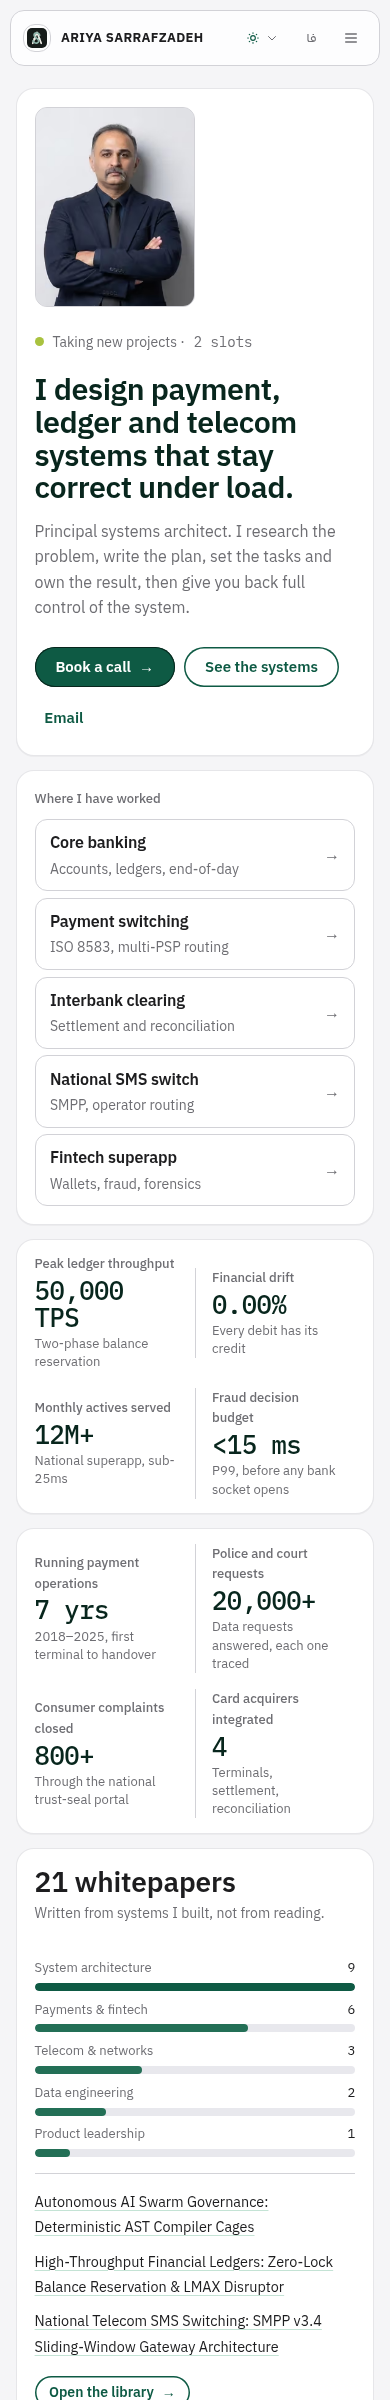 ARIYA SARRAFZADEH
فا
Taking new projects · 2 slots
I design payment,
ledger and telecom
systems that stay
correct under load.
Principal systems architect. I research the
problem, write the plan, set the tasks and
own the result, then give you back full
control of the system.
Book a call →
See the systems
Email
Where I have worked
Core banking
Accounts, ledgers, end-of-day
→
Payment switching
ISO 8583, multi-PSP routing
→
Interbank clearing
Settlement and reconciliation
→
National SMS switch
SMPP, operator routing
→
Fintech superapp
Wallets, fraud, forensics
→
Peak ledger throughput
50,000
TPS
Two-phase balance
reservation
Financial drift
0.00%
Every debit has its
credit
Monthly actives served
12M+
National superapp, sub-
25ms
Fraud decision
budget
<15 ms
P99, before any bank
socket opens
Running payment
operations
7 yrs
2018–2025, first
terminal to handover
Police and court
requests
20,000+
Data requests
answered, each one
traced
Consumer complaints
closed
800+
Through the national
trust-seal portal
Card acquirers
integrated
4
Terminals,
settlement,
reconciliation
21 whitepapers
Written from systems I built, not from reading.
System architecture 9
Payments & fintech 6
Telecom & networks 3
Data engineering 2
Product leadership 1
Autonomous AI Swarm Governance:
Deterministic AST Compiler Cages
High-Throughput Financial Ledgers: Zero-Lock
Balance Reservation & LMAX Disruptor
National Telecom SMS Switching: SMPP v3.4
Sliding-Window Gateway Architecture
Open the library →